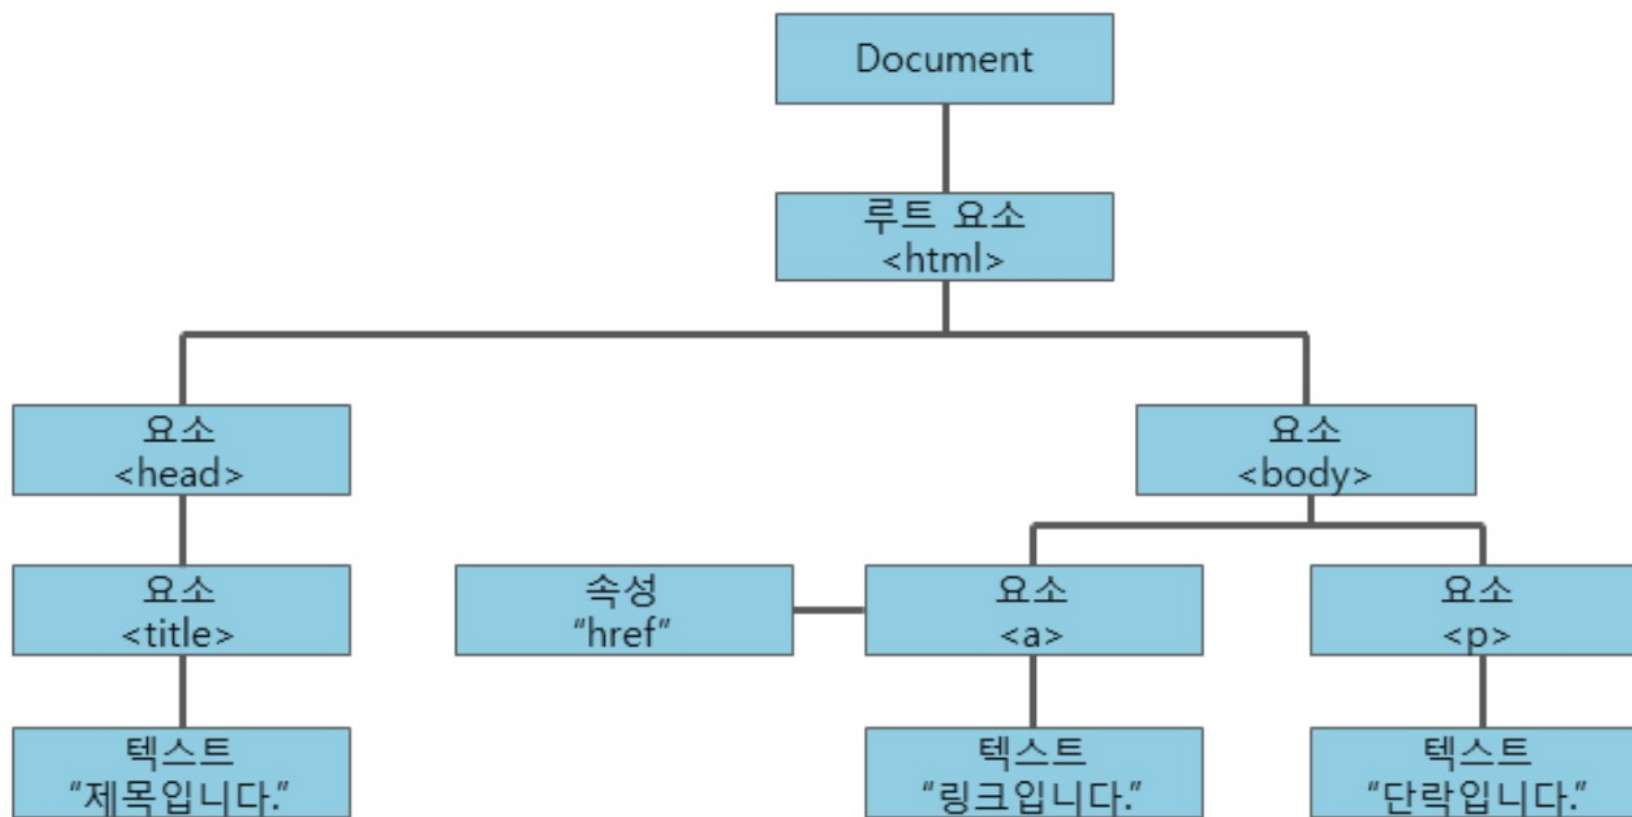 Document
루트 요소
<html>
요소
<head>
요소
<body>
요소
<title>
속성
“href”
요소
<a>
요소
<p>
텍스트
“제목입니다.”
텍스트
“링크입니다.”
텍스트
“단락입니다.”